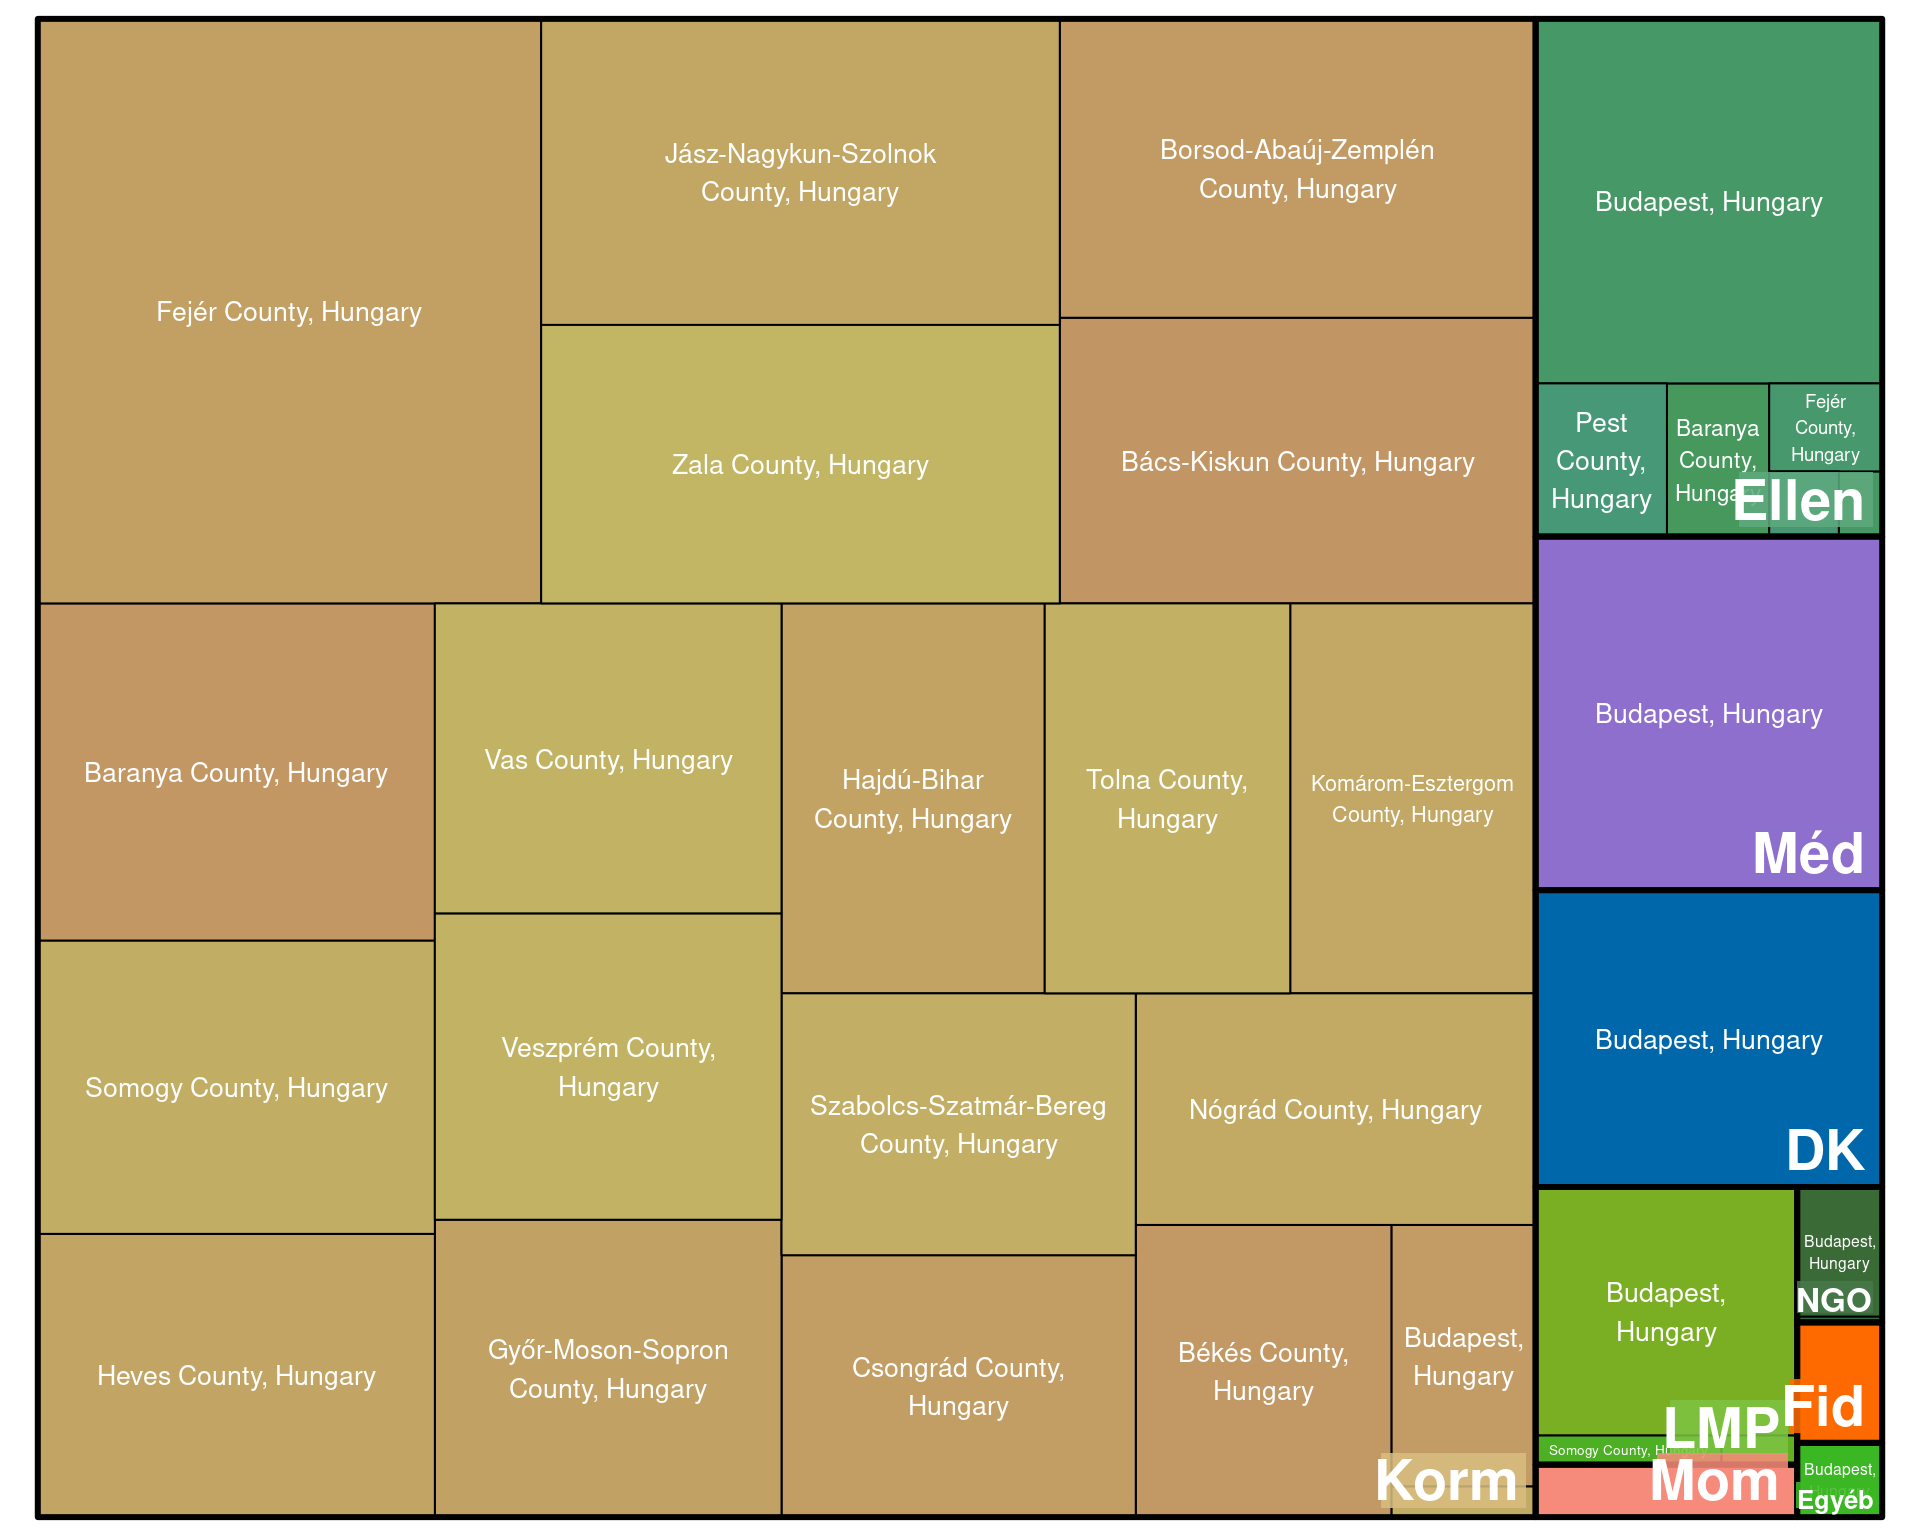 Fejér County, Hungary
Jász-Nagykun-Szolnok
County, Hungary
Zala County, Hungary
Borsod-Abaúj-Zemplén
County, Hungary
Bács-Kiskun County, Hungary
Baranya County, Hungary
Somogy County, Hungary
Heves County, Hungary
Vas County, Hungary
Veszprém County,
Hungary
Győr-Moson-Sopron
County, Hungary
Hajdú-Bihar
County, Hungary
Tolna County,
Hungary
Komárom-Esztergom
County, Hungary
Szabolcs-Szatmár-Bereg
County, Hungary
Nógrád County, Hungary
Csongrád County,
Hungary
Békés County,
Hungary
Budapest,
Hungary
Korm
Budapest, Hungary
Pest
County,
Hungary
Baranya
County,
Hungary
Fejér
County,
Hungary
Ellen
Budapest, Hungary
Méd
Budapest, Hungary
DK
Budapest,
Hungary
Somogy County, Hungary
LMP
Mom
Budapest,
Hungary
NGO
Fid
Budapest,
Hungary
Egyéb